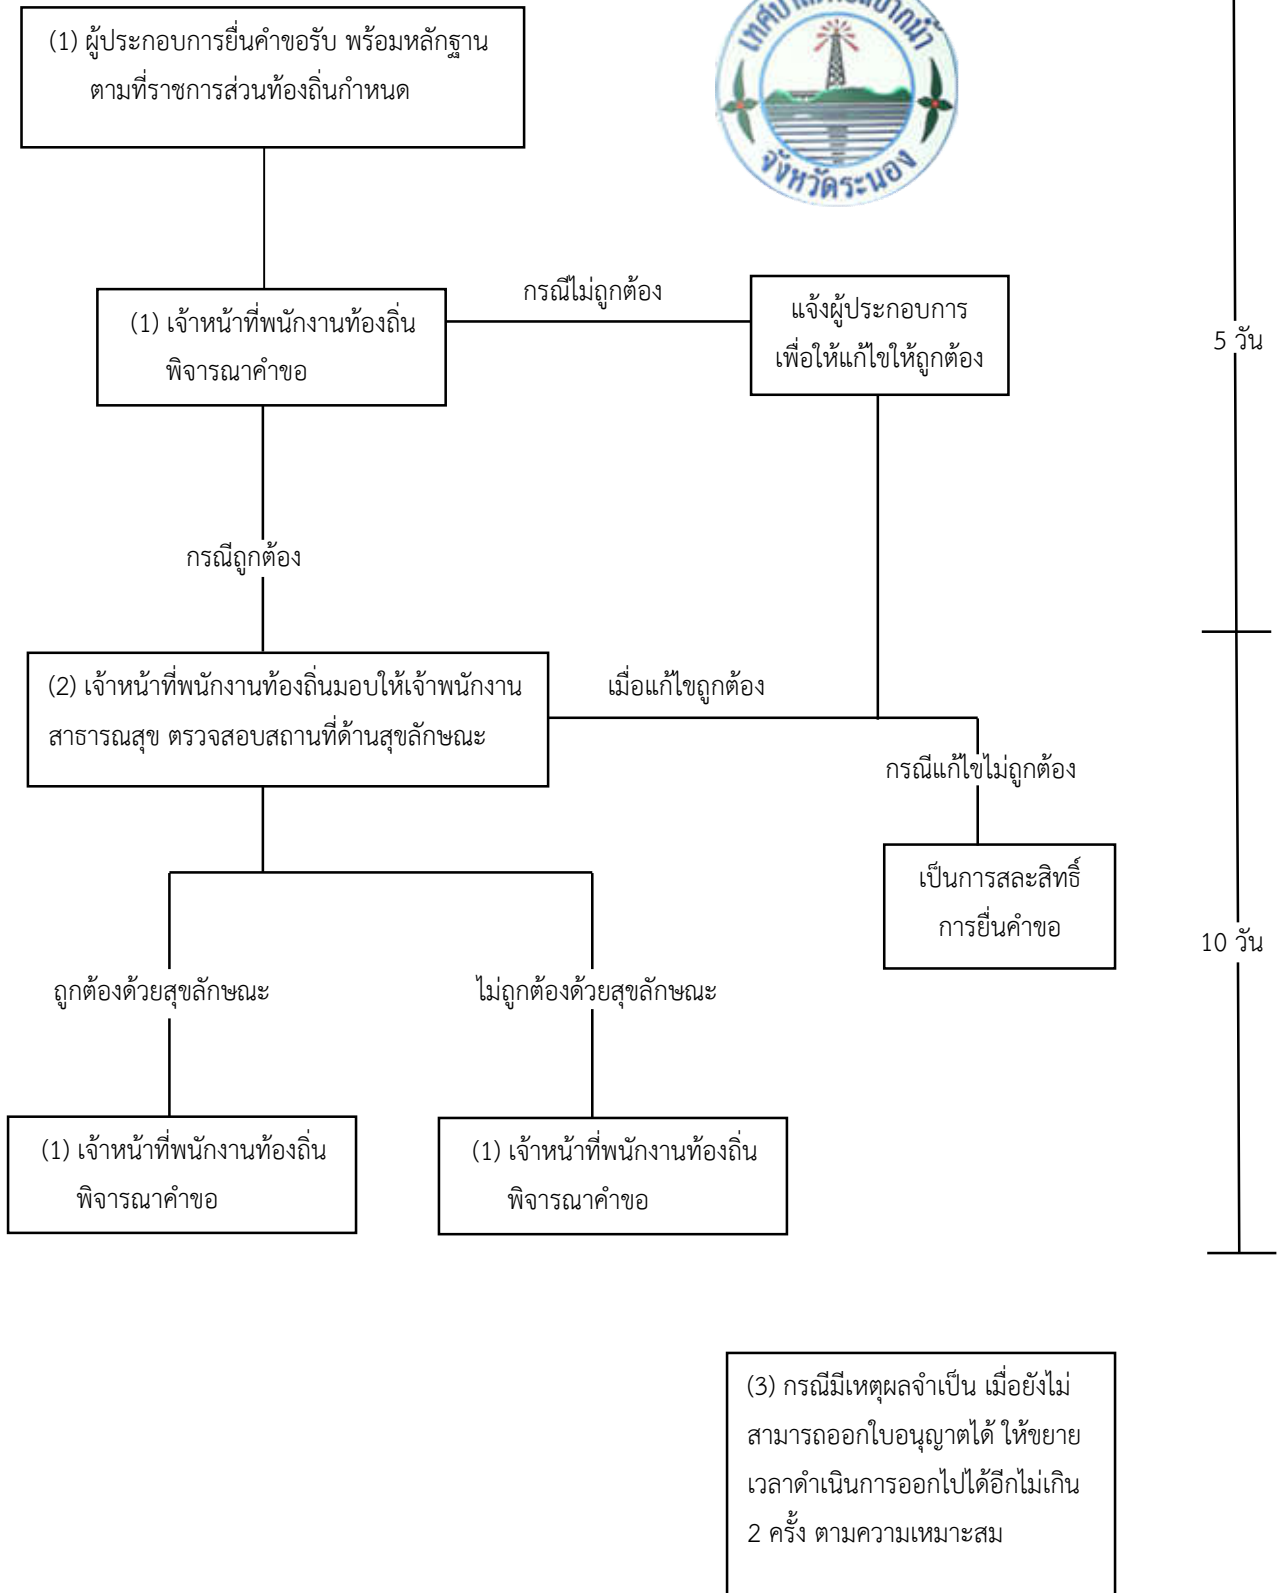 (1) ผู้ประกอบการยื่นคำขอรับ พร้อมหลักฐาน
ตามที่ราชการส่วนท้องถิ่นกำหนด
จังหวัดระนอง
(1) เจ้าหน้าที่พนักงานท้องถิ่น
พิจารณาคำขอ
กรณีไม่ถูกต้อง
แจ้งผู้ประกอบการ
เพื่อให้แก้ไขให้ถูกต้อง
5 วัน
กรณีถูกต้อง
(2) เจ้าหน้าที่พนักงานท้องถิ่นมอบให้เจ้าพนักงาน
สาธารณสุข ตรวจสอบสถานที่ด้านสุขลักษณะ
เมื่อแก้ไขถูกต้อง
กรณีแก้ไขไม่ถูกต้อง
เป็นการสละสิทธิ์
การยื่นคำขอ
10 วัน
ถูกต้องด้วยสุขลักษณะ
ไม่ถูกต้องด้วยสุขลักษณะ
(1) เจ้าหน้าที่พนักงานท้องถิ่น
พิจารณาคำขอ
(1) เจ้าหน้าที่พนักงานท้องถิ่น
พิจารณาคำขอ
(3) กรณีมีเหตุผลจำเป็น เมื่อยังไม่
สามารถออกใบอนุญาตได้ ให้ขยาย
เวลาดำเนินการออกไปได้อีกไม่เกิน
2 ครั้ง ตามความเหมาะสม